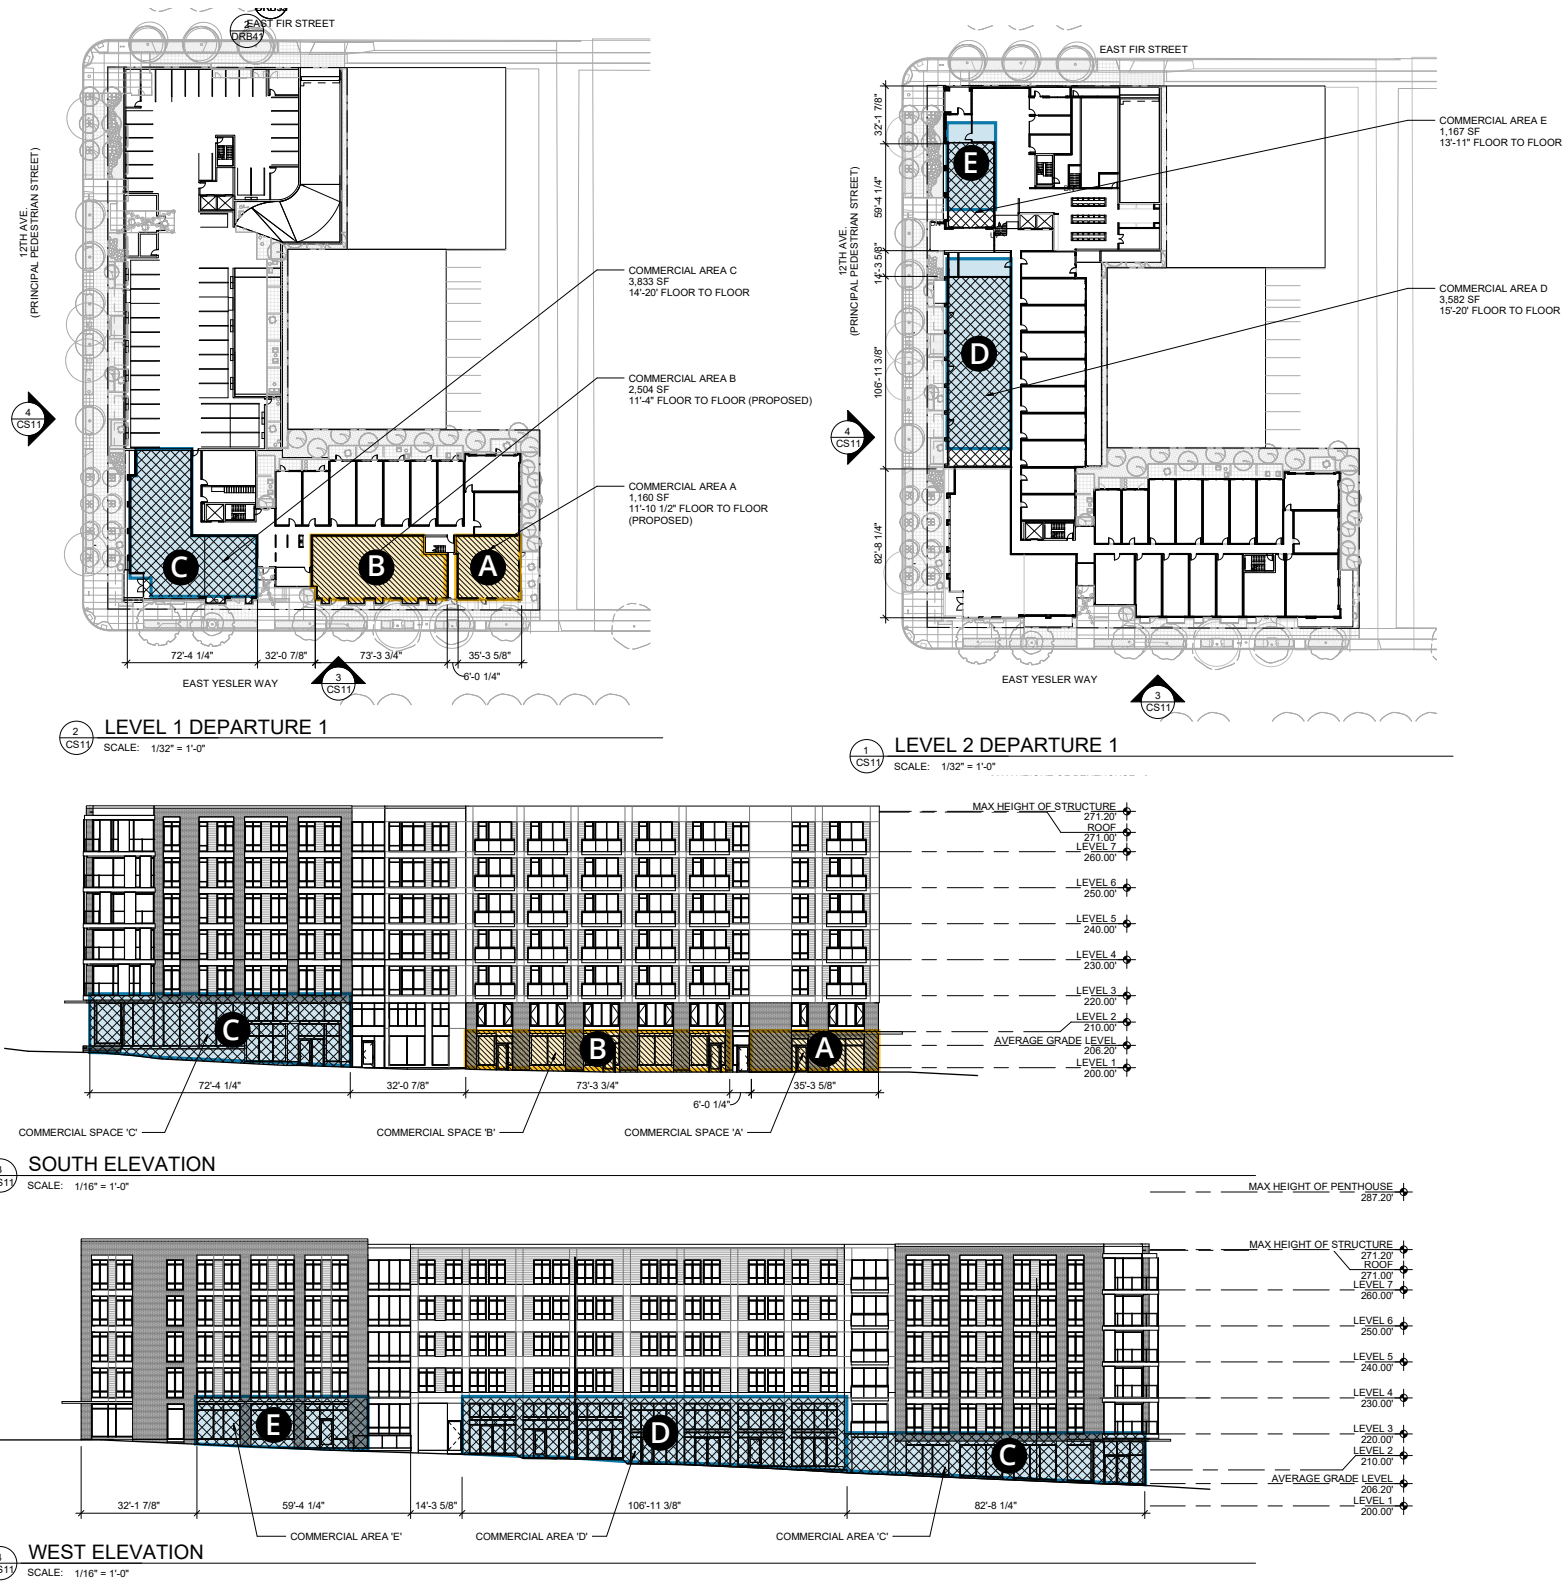 EAST FIR STREET
2
DRB41
12TH AVE.
(PRINCIPAL PEDESTRIAN STREET)
4
CS11
COMMERCIAL AREA C
3,833 SF
14'-20' FLOOR TO FLOOR
COMMERCIAL AREA B
2,504 SF
11'-4" FLOOR TO FLOOR (PROPOSED)
COMMERCIAL AREA A
1,160 SF
11'-10 1/2" FLOOR TO FLOOR
(PROPOSED)
C
B
A
72'-4 1/4"
32'-0 7/8"
73'-3 3/4"
35'-3 5/8"
6'-0 1/4"
EAST YESLER WAY
3
CS11
2
CS11
LEVEL 1 DEPARTURE 1
SCALE: 1/32" = 1'-0"
EAST FIR STREET
32'-1 7/8"
59'-4 1/4"
14'-3 5/8"
106'-11 3/8"
82'-8 1/4"
12TH AVE.
(PRINCIPAL PEDESTRIAN STREET)
4
CS11
E
D
COMMERCIAL AREA E
1,167 SF
13'-11" FLOOR TO FLOOR
COMMERCIAL AREA D
3,582 SF
15'-20' FLOOR TO FLOOR
EAST YESLER WAY
3
CS11
1
CS11
LEVEL 2 DEPARTURE 1
SCALE: 1/32" = 1'-0"
MAX HEIGHT OF STRUCTURE
271.20'
ROOF
271.00'
LEVEL 7
260.00'
LEVEL 6
250.00'
LEVEL 5
240.00'
LEVEL 4
230.00'
LEVEL 3
220.00'
LEVEL 2
210.00'
AVERAGE GRADE LEVEL
206.20'
LEVEL 1
200.00'
C
B
A
72'-4 1/4"
32'-0 7/8"
73'-3 3/4"
6'-0 1/4"
35'-3 5/8"
COMMERCIAL SPACE 'C'
COMMERCIAL SPACE 'B'
COMMERCIAL SPACE 'A'
SOUTH ELEVATION
SCALE: 1/16" = 1'-0"
MAX HEIGHT OF PENTHOUSE
287.20'
MAX HEIGHT OF STRUCTURE
271.20'
ROOF
271.00'
LEVEL 7
260.00'
LEVEL 6
250.00'
LEVEL 5
240.00'
LEVEL 4
230.00'
LEVEL 3
220.00'
LEVEL 2
210.00'
AVERAGE GRADE LEVEL
206.20'
LEVEL 1
200.00'
E
D
C
32'-1 7/8"
59'-4 1/4"
14'-3 5/8"
106'-11 3/8"
82'-8 1/4"
COMMERCIAL AREA 'E'
COMMERCIAL AREA 'D'
COMMERCIAL AREA 'C'
WEST ELEVATION
SCALE: 1/16" = 1'-0"